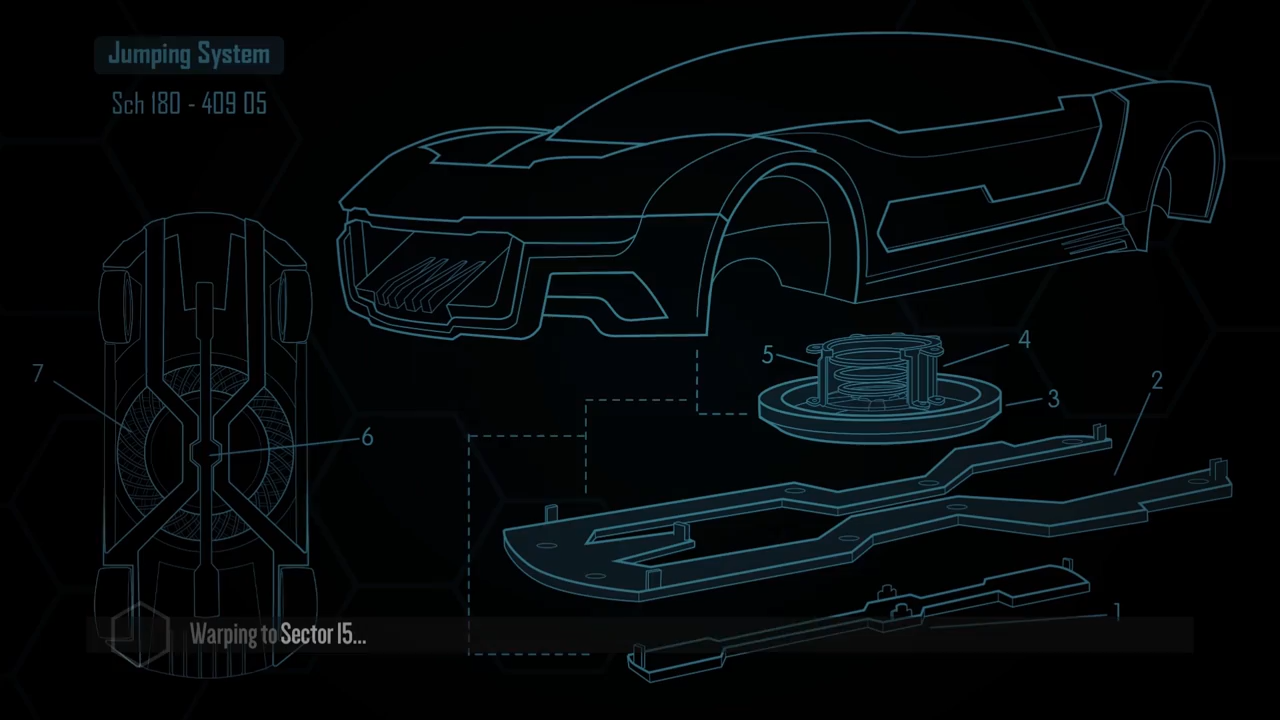 Jumping System
Sch 180 - 409 05
5
4
2
3
7
6
1
Warping to Sector 15...